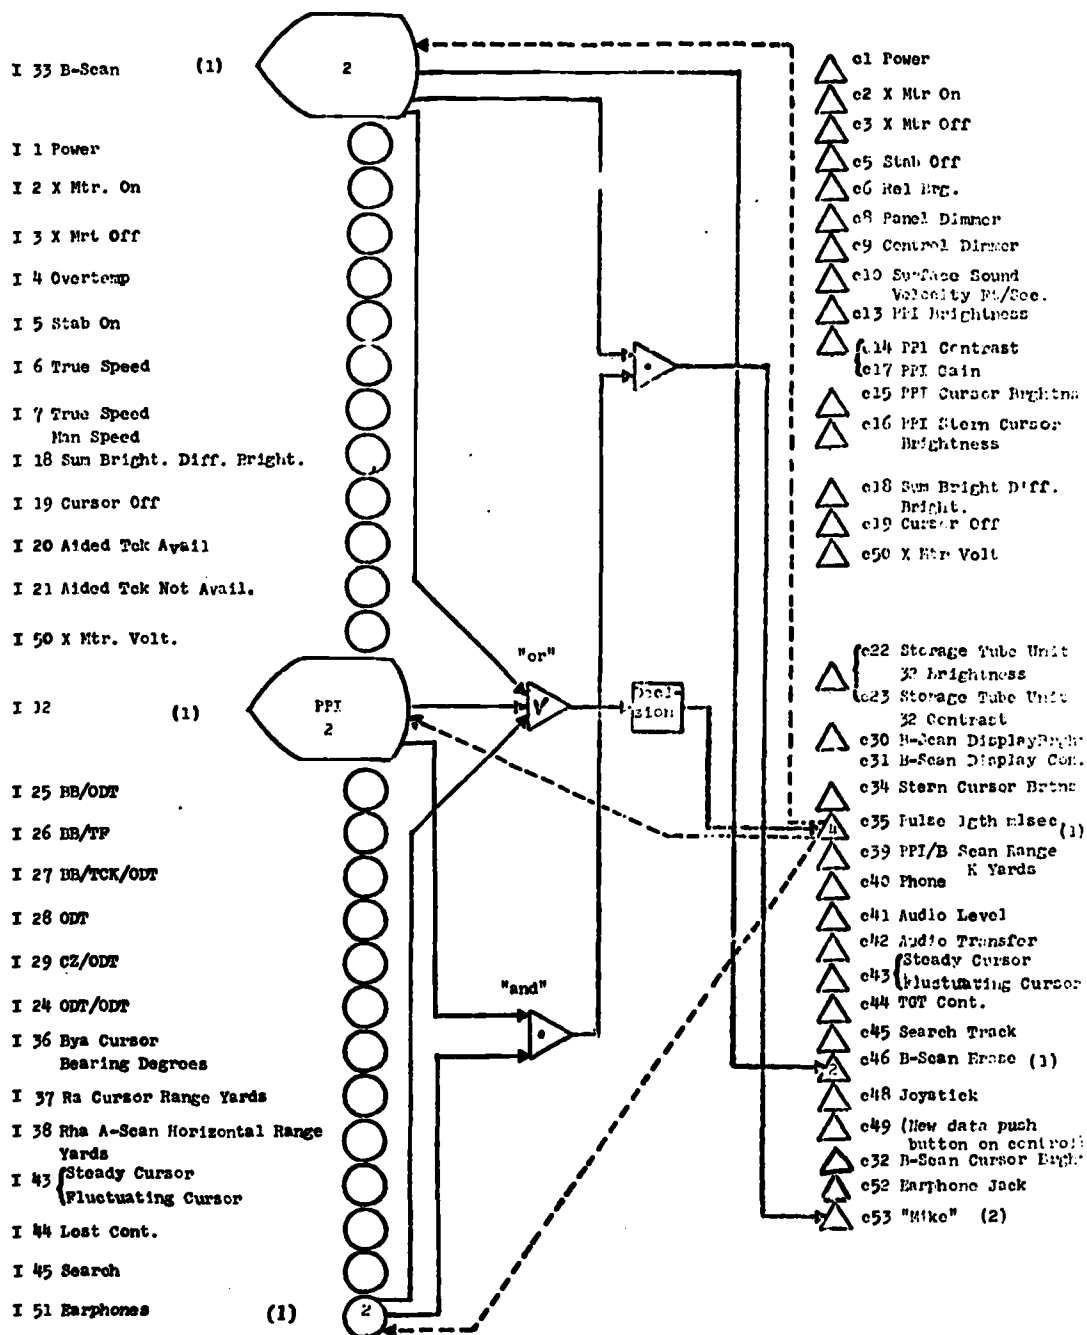 I 33 B-Scan (1)
2
I 1 Power
I 2 X Mtr. On
I 3 X Mrt Off
I 4 Overtemp
I 5 Stab On
I 6 True Speed
I 7 True Speed
Man Speed
I 18 Sum Bright. Diff. Bright.
I 19 Cursor Off
I 20 Aided Tck Avail
I 21 Aided Tck Not Avail.
I 50 X Mtr. Volt.
I 12 (1)
PPI
2
I 25 BB/ODT
I 26 BB/TF
I 27 BB/TCK/ODT
I 28 ODT
I 29 CZ/ODT
I 24 ODT/ODT
I 36 Bya Cursor
Bearing Degroes
I 37 Ra Cursor Range Yards
I 38 Rha A-Scan Horizontal Range
Yards
I 43 {Steady Cursor
Fluctuating Cursor
I 44 Lost Cont.
I 45 Search
I 51 Earphones (1)
2
"or"
V
Deci-
sion
"and"
c1 Power
c2 X Mtr On
c3 X Mtr Off
c5 Stab Off
c6 Rel Brg.
c8 Panel Dimmer
c9 Control Dimmer
c10 Surface Sound
Velocity Ft/Sec.
c13 PPI Brightness
{c14 PPI Contrast
c17 PPI Gain
c15 PPI Cursor Brghtns
c16 PPI Stern Cursor
Brightness
c18 Sum Bright Diff.
Bright.
c19 Cursor Off
c50 X Mtr Volt
{c22 Storage Tube Unit
32 Brightness
c23 Storage Tube Unit
32 Contrast
c30 B-Scan Display Brght
c31 B-Scan Display Con.
c34 Stern Cursor Brtns
4
c35 Pulse lgth mlsec (1)
c39 PPI/B Scan Range
K Yards
c40 Phone
c41 Audio Level
c42 Audio Transfer
c43 {Steady Cursor
Fluctuating Cursor
c44 TGT Cont.
c45 Search Track
2
c46 B-Scan Erase (1)
c48 Joystick
c49 (New data push
button on control)
c32 B-Scan Cursor Brght
c52 Earphone Jack
c53 "Mike" (2)